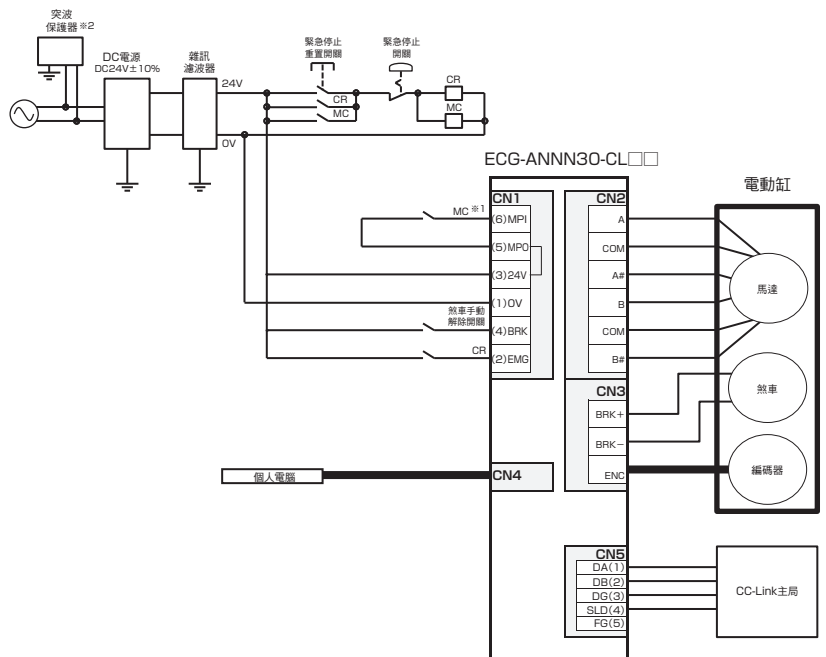 突波
保護器※2
DC電源
DC24V±10%
雜訊
濾波器
24V
0V
緊急停止
重置開關
緊急停止
開關
CR
MC
CR
MC
ECG-ANNN30-CL□□
電動缸
CN1
MC※1
(6)MPI
(5)MPO
(3)24V
(1)0V
煞車手動
解除開關
(4)BRK
CR
(2)EMG
CN2
A
COM
A#
B
COM
B#
馬達
CN3
BRK+
BRK−
ENC
煞車
編碼器
個人電腦
CN4
CN5
DA(1)
DB(2)
DG(3)
SLD(4)
FG(5)
CC-Link主局